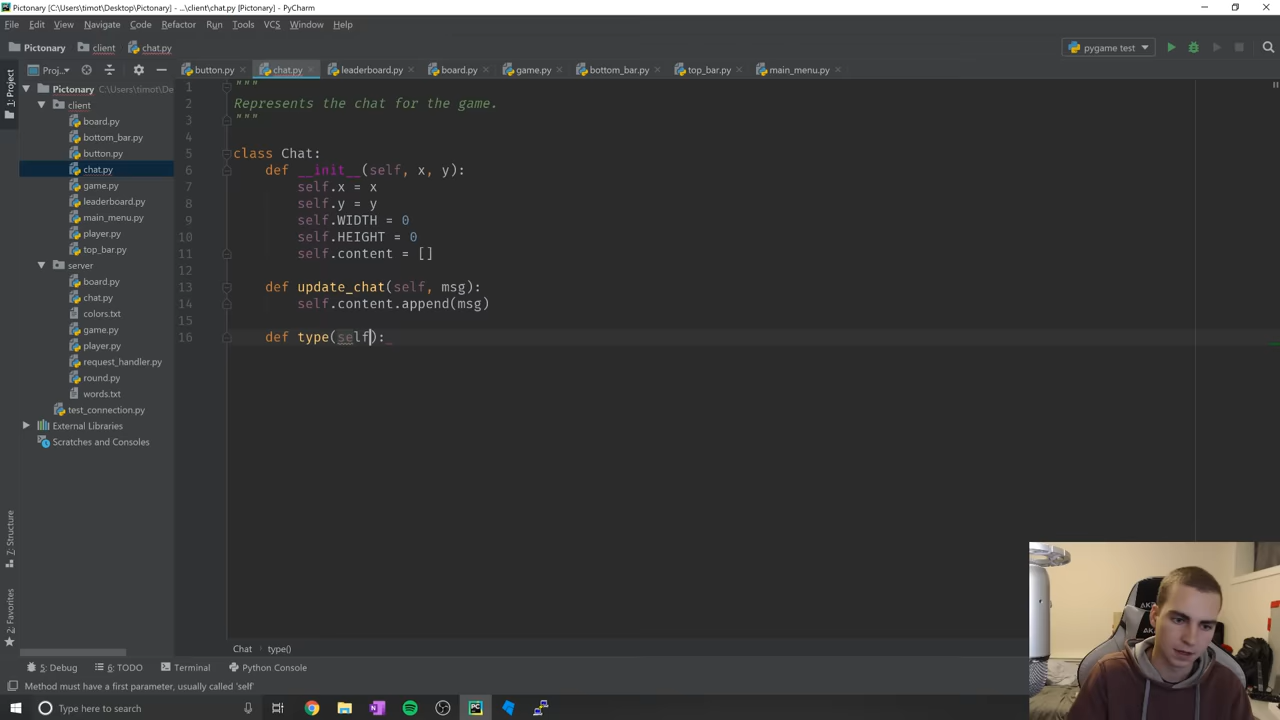 Pictonary [C:\Users\timot\Desktop\Pictonary] - ...\client\chat.py [Pictonary] - PyCharm
File Edit View Navigate Code Refactor Run Tools VCS Window Help
Pictonary client chat.py pygame test
1: Project
Proj... button.py chat.py leaderboard.py board.py game.py bottom_bar.py top_bar.py main_menu.py
Pictonary C:\Users\timot\De
client
board.py
bottom_bar.py
button.py
chat.py
game.py
leaderboard.py
main_menu.py
player.py
top_bar.py
server
board.py
chat.py
colors.txt
game.py
player.py
request_handler.py
round.py
words.txt
test_connection.py
External Libraries
Scratches and Consoles
1 """
2 Represents the chat for the game.
3 """
4
5 class Chat:
6 def __init__(self, x, y):
7 self.x = x
8 self.y = y
9 self.WIDTH = 0
10 self.HEIGHT = 0
11 self.content = []
12
13 def update_chat(self, msg):
14 self.content.append(msg)
15
16 def type(self):
7: Structure
2: Favorites
Chat type()
5: Debug 6: TODO Terminal Python Console
Method must have a first parameter, usually called 'self'
Type here to search